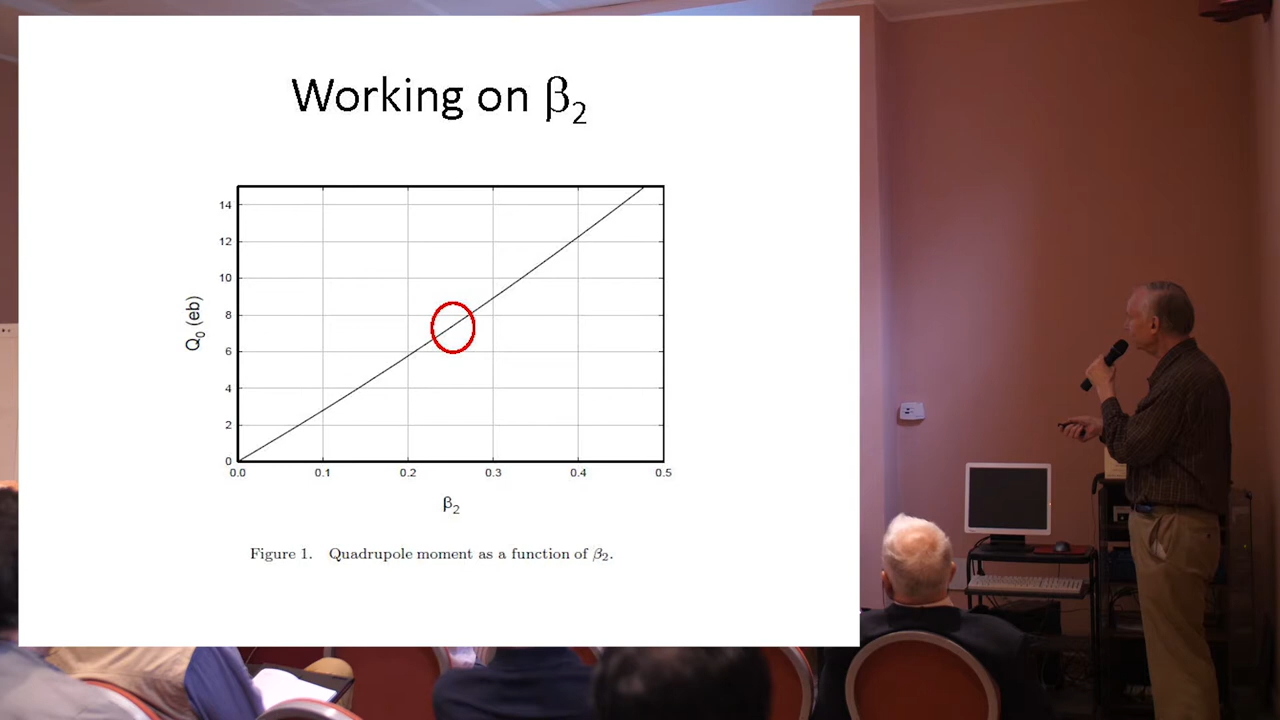 Working on β₂
14
12
10
8
6
4
2
0
Q₀ (eb)
0.0 0.1 0.2 0.3 0.4 0.5
β₂
Figure 1. Quadrupole moment as a function of β₂.